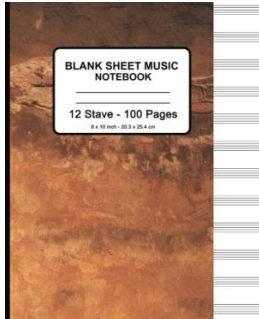 BLANK SHEET MUSIC
NOTEBOOK
12 Stave - 100 Pages
8 x 10 inch - 20.3 x 25.4 cm